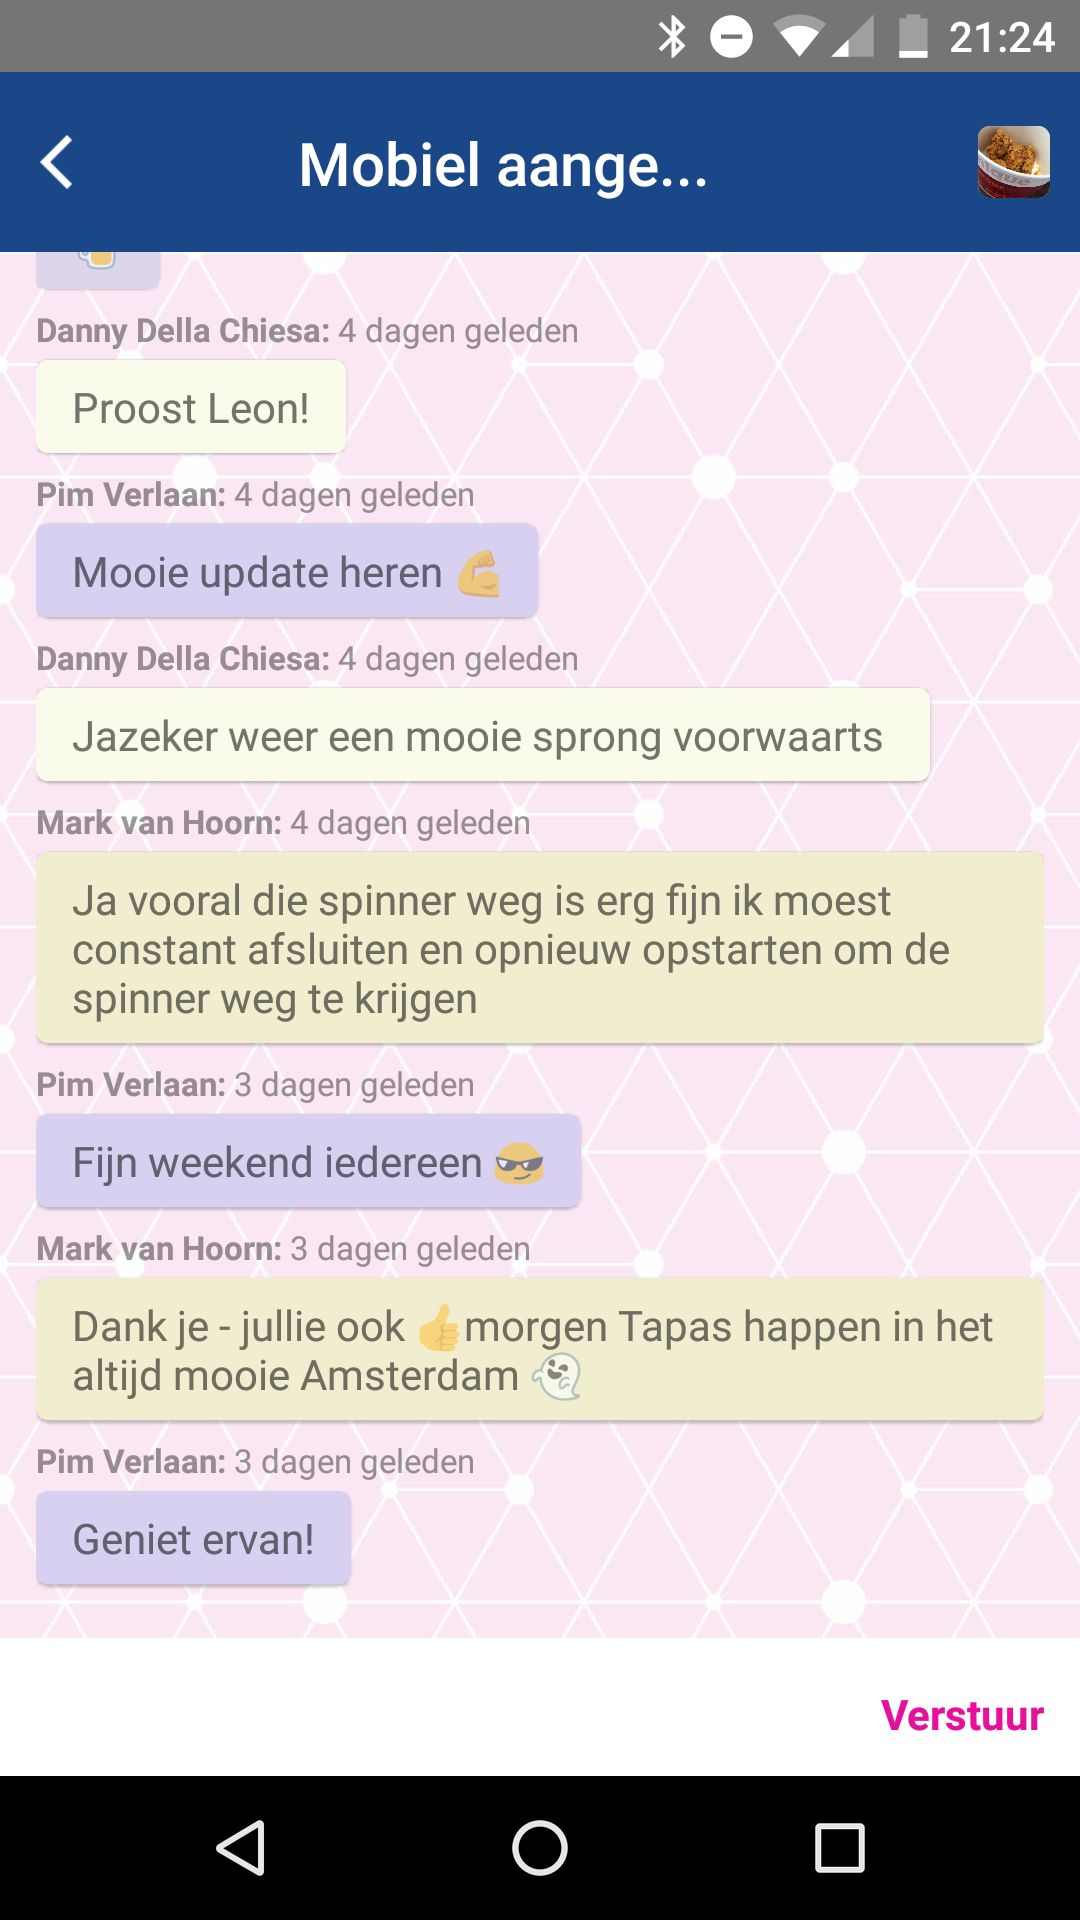 21:24
Mobiel aange...
Danny Della Chiesa: 4 dagen geleden
Proost Leon!
Pim Verlaan: 4 dagen geleden
Mooie update heren 💪
Danny Della Chiesa: 4 dagen geleden
Jazeker weer een mooie sprong voorwaarts
Mark van Hoorn: 4 dagen geleden
Ja vooral die spinner weg is erg fijn ik moest
constant afsluiten en opnieuw opstarten om de
spinner weg te krijgen
Pim Verlaan: 3 dagen geleden
Fijn weekend iedereen 😎
Mark van Hoorn: 3 dagen geleden
Dank je - jullie ook 👍morgen Tapas happen in het
altijd mooie Amsterdam 👻
Pim Verlaan: 3 dagen geleden
Geniet ervan!
Verstuur